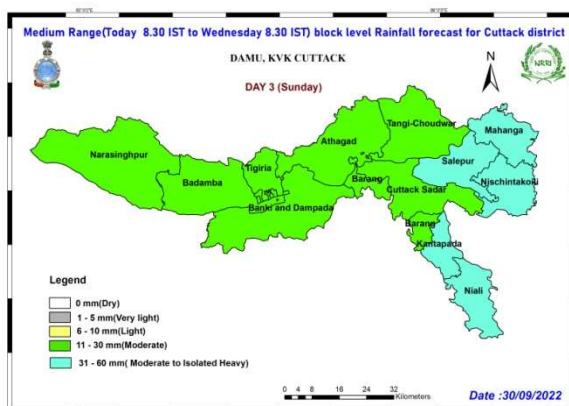 Medium Range(Today 8.30 IST to Wednesday 8.30 IST) block level Rainfall forecast for Cuttack district
DAMU, KVK CUTTACK
NRRI
N
DAY 3 (Sunday)
Tangi-Choudwar
Mahanga
Athagad
Narasinghpur
Salepur
Tigiria
Badamba
Barang
Nischintakoili
Cuttack Sadar
Banki and Dampada
Barang
Kantapada
Niali
Legend
0 mm(Dry)
1 - 5 mm(Very light)
6 - 10 mm(Light)
11 - 30 mm(Moderate)
31 - 60 mm( Moderate to Isolated Heavy)
0 4 8 16 24 32
Kilometers
Date :30/09/2022